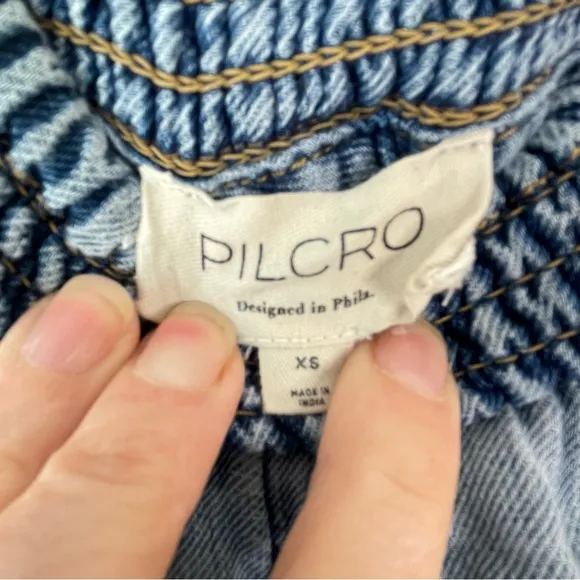 PILCRO
Designed in Phila.
XS
MADE IN
INDIA